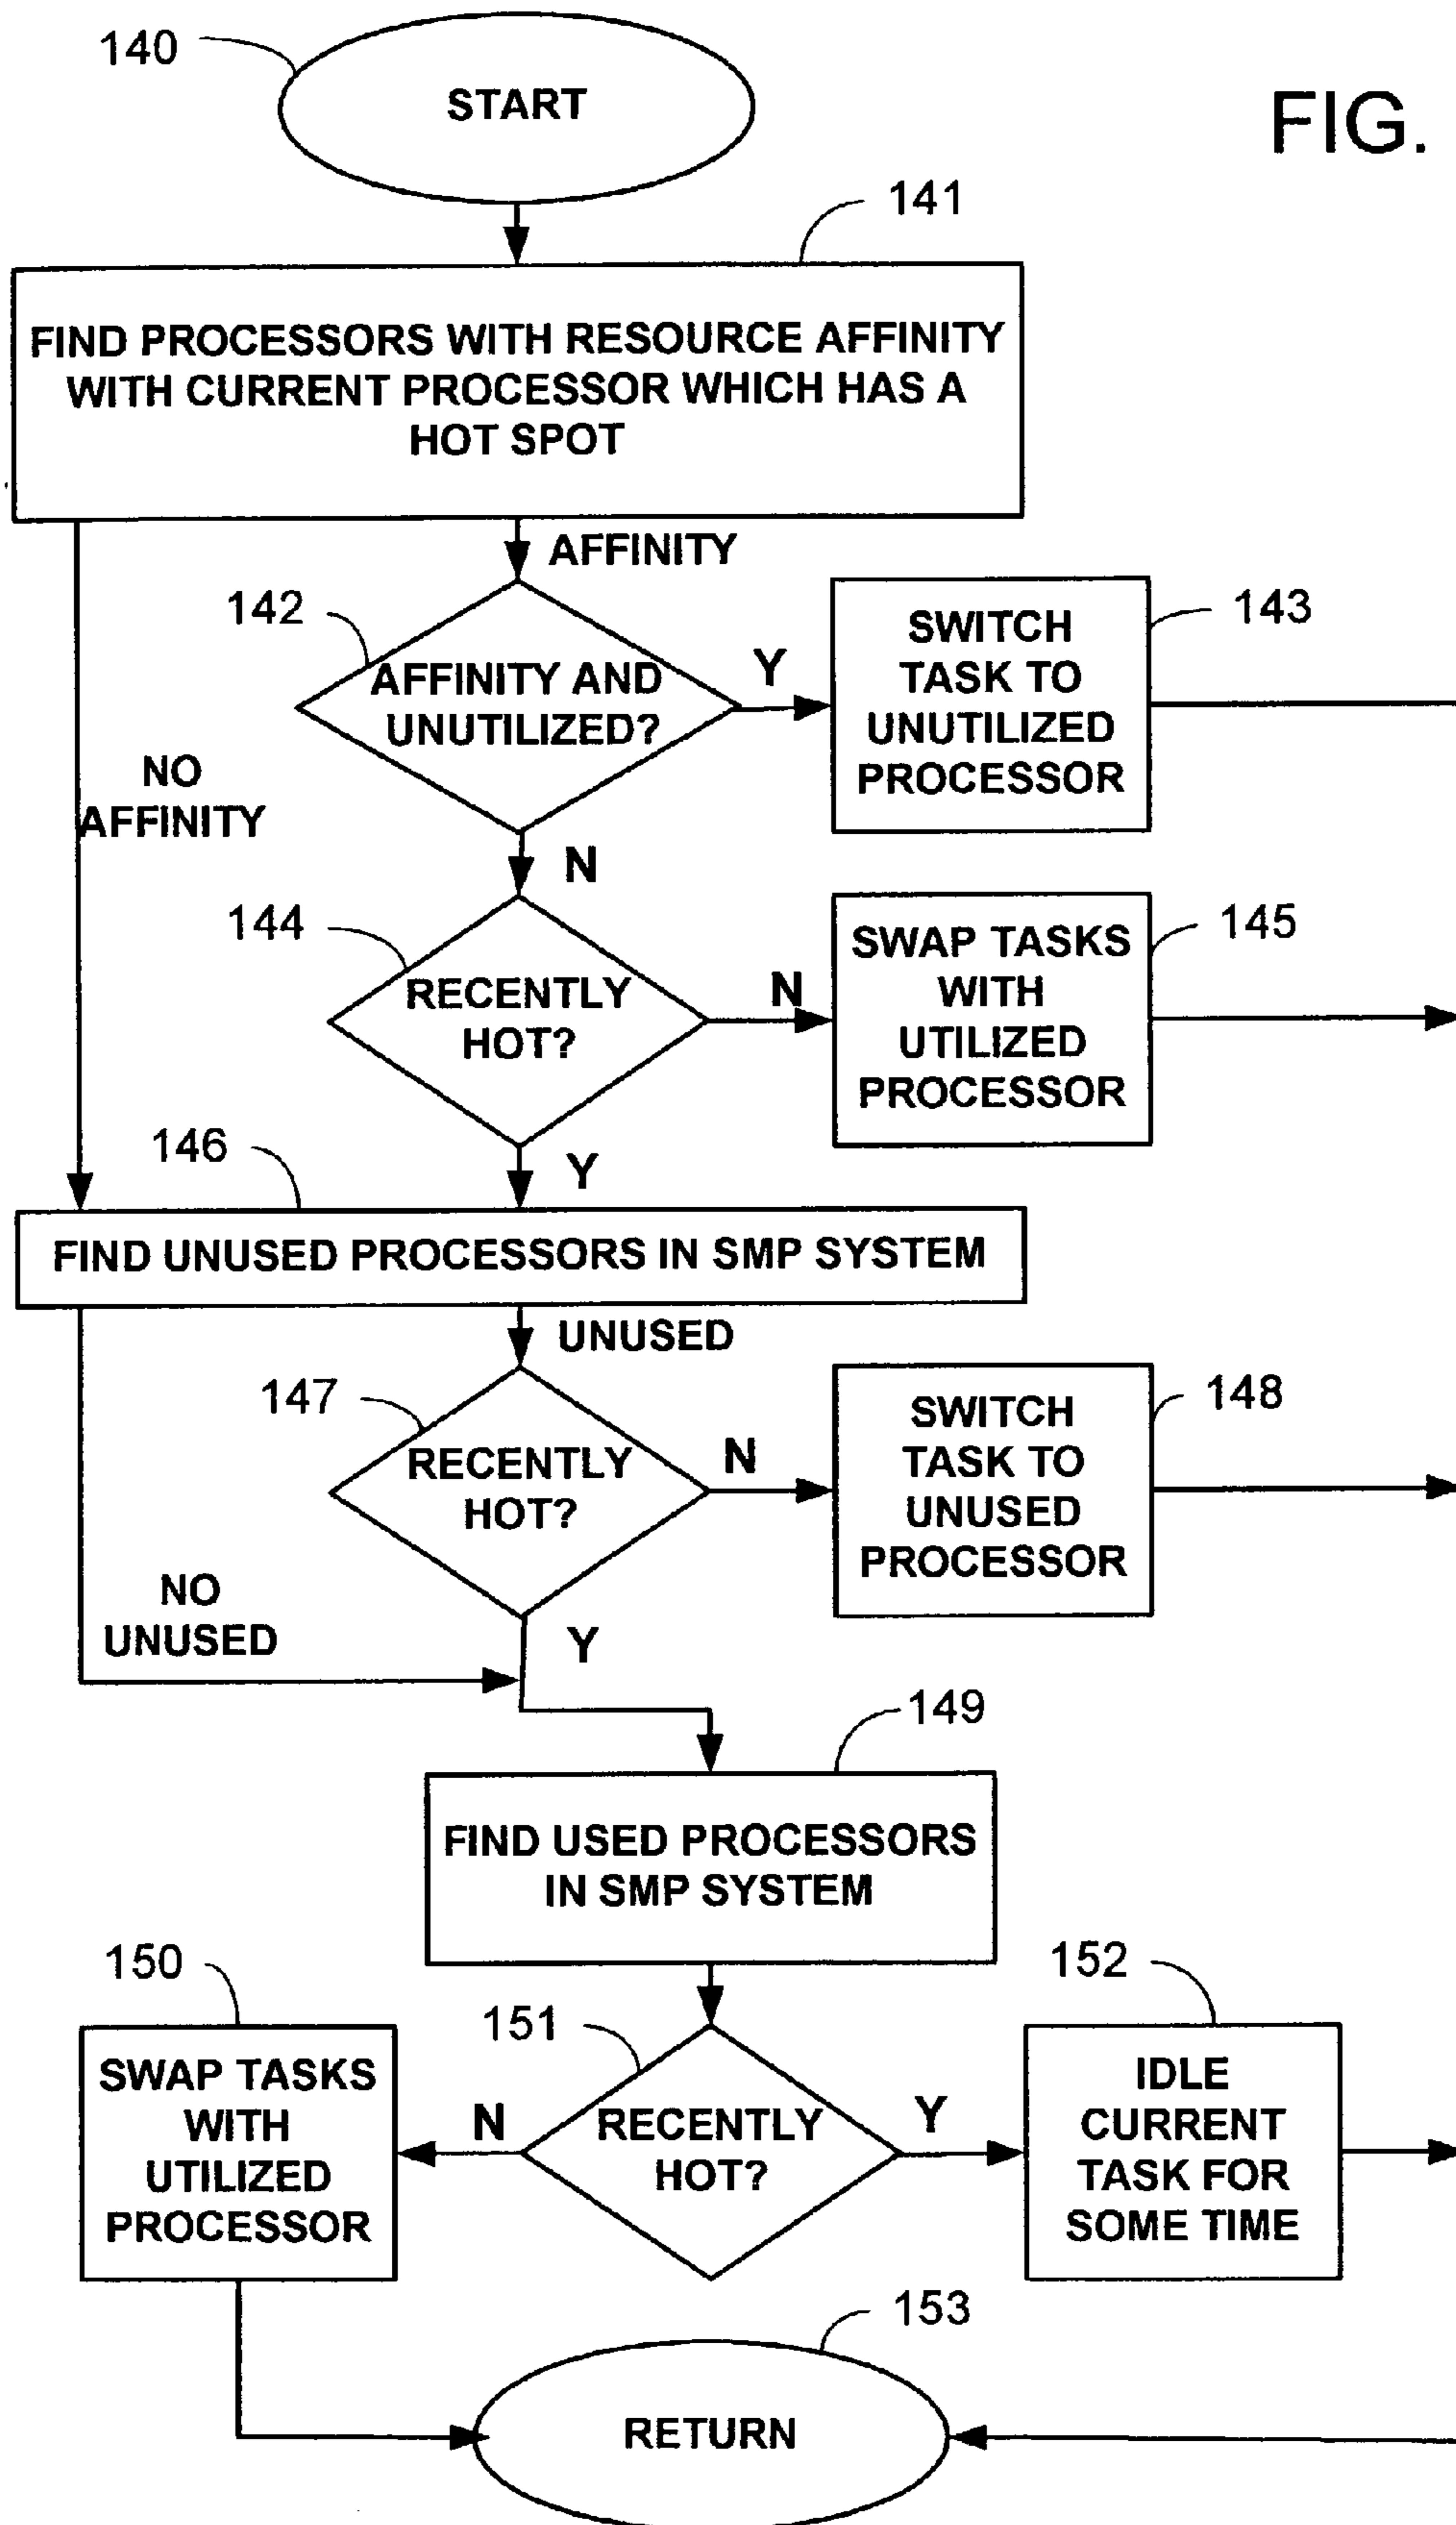 140
START
FIG.
141
FIND PROCESSORS WITH RESOURCE AFFINITY
WITH CURRENT PROCESSOR WHICH HAS A
HOT SPOT
AFFINITY
142
AFFINITY AND
UNUTILIZED?
Y
143
SWITCH
TASK TO
UNUTILIZED
PROCESSOR
NO
AFFINITY
N
144
RECENTLY
HOT?
N
145
SWAP TASKS
WITH
UTILIZED
PROCESSOR
146
Y
FIND UNUSED PROCESSORS IN SMP SYSTEM
UNUSED
147
RECENTLY
HOT?
N
148
SWITCH
TASK TO
UNUSED
PROCESSOR
NO
UNUSED
Y
149
FIND USED PROCESSORS
IN SMP SYSTEM
150
SWAP TASKS
WITH
UTILIZED
PROCESSOR
N
151
RECENTLY
HOT?
Y
152
IDLE
CURRENT
TASK FOR
SOME TIME
153
RETURN